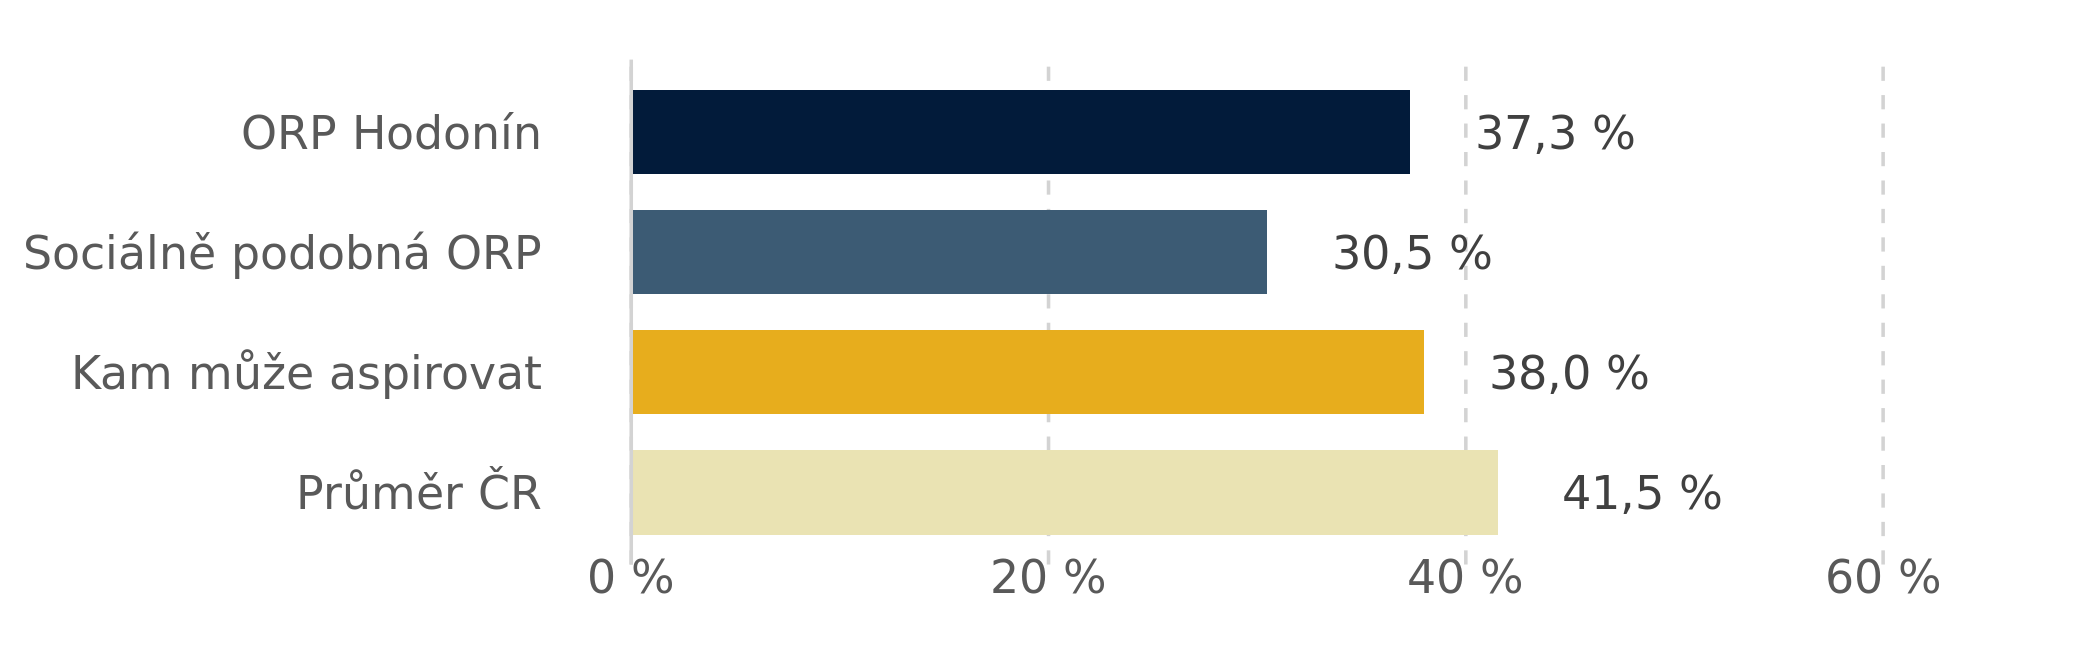 ORP Hodonín 37,3 %
Sociálně podobná ORP 30,5 %
Kam může aspirovat 38,0 %
Průměr ČR 41,5 %
0 % 20 % 40 % 60 %